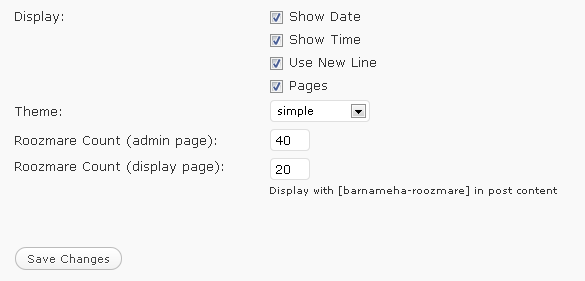 Display:
Show Date
Show Time
Use New Line
Pages
Theme:
simple
Roozmare Count (admin page):
40
Roozmare Count (display page):
20
Display with [barnameha-roozmare] in post content
Save Changes